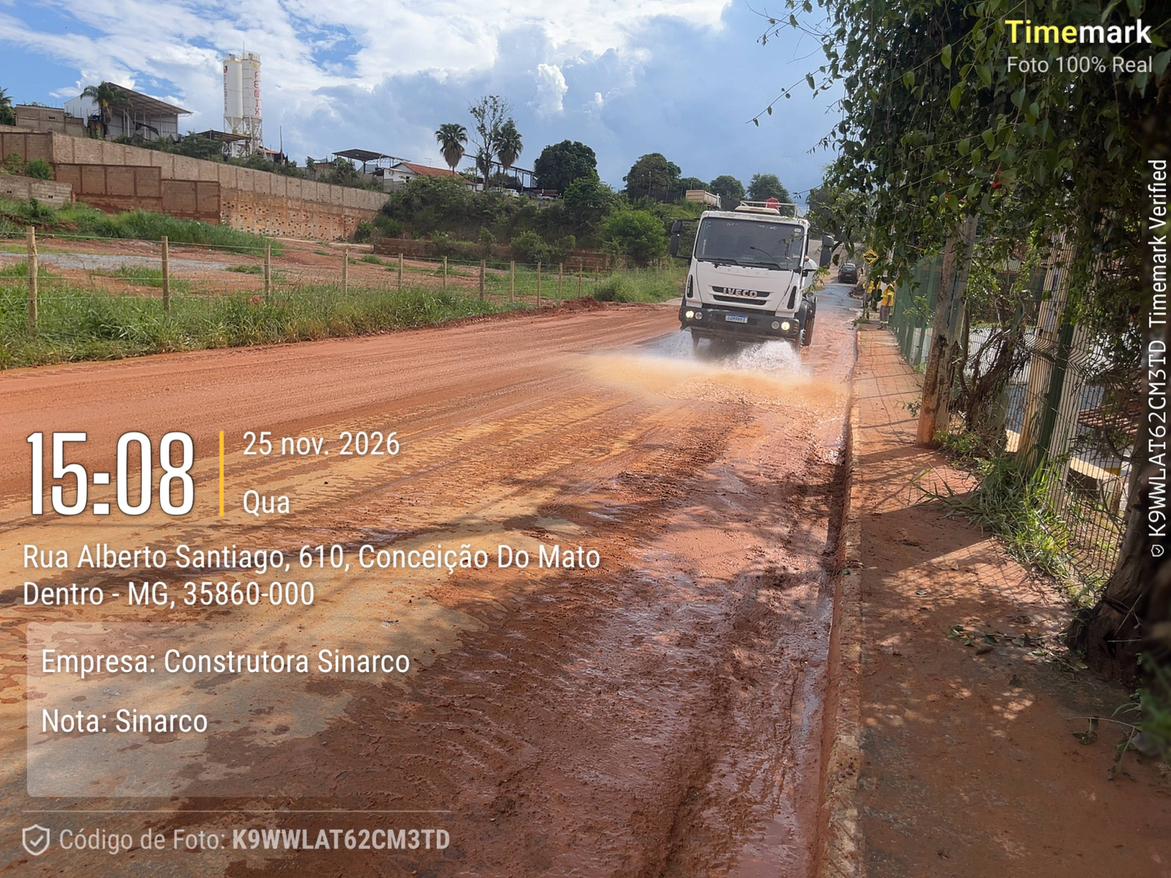 Timemark
Foto 100% Real
IVECO
15:08
25 nov. 2026
Qua
Rua Alberto Santiago, 610, Conceição Do Mato
Dentro - MG, 35860-000
Empresa: Construtora Sinarco
Nota: Sinarco
Código de Foto: K9WWLAT62CM3TD
K9WWLAT62CM3TD Timemark Verified